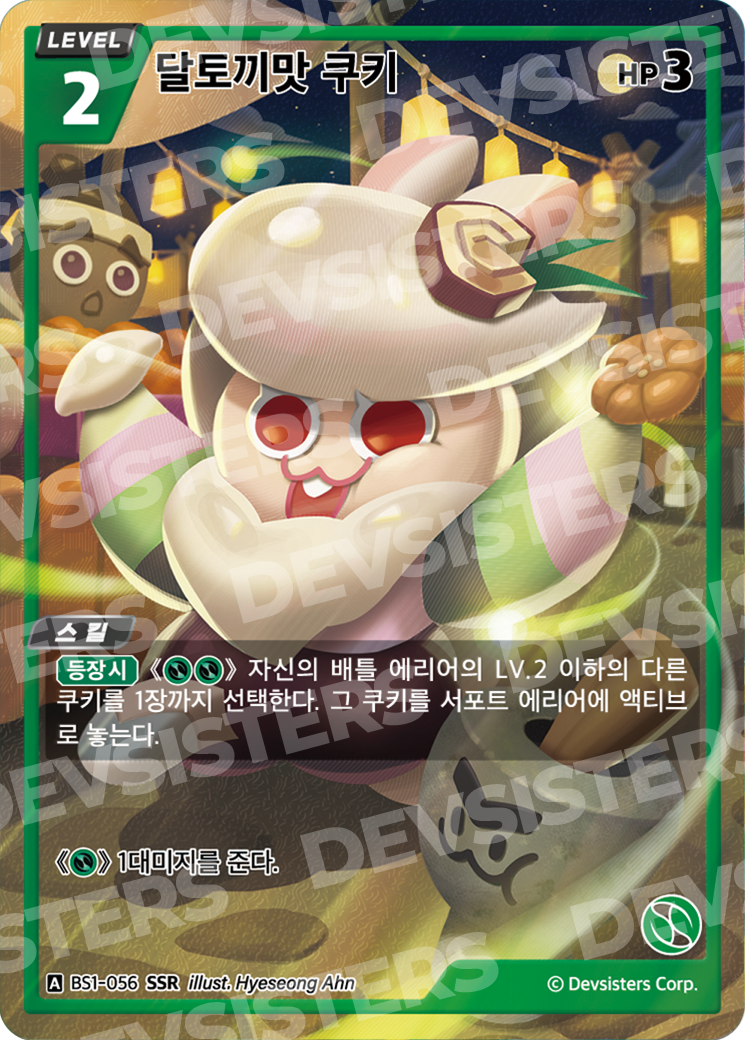 LEVEL
2
달토끼맛 쿠키
HP 3
스킬
등장시 《》 자신의 배틀 에리어의 LV.2 이하의 다른
쿠키를 1장까지 선택한다. 그 쿠키를 서포트 에리어에 액티브
로 놓는다.
《》 1대미지를 준다.
A BS1-056 SSR illust. Hyeseong Ahn
© Devsisters Corp.
DEVSISTERS